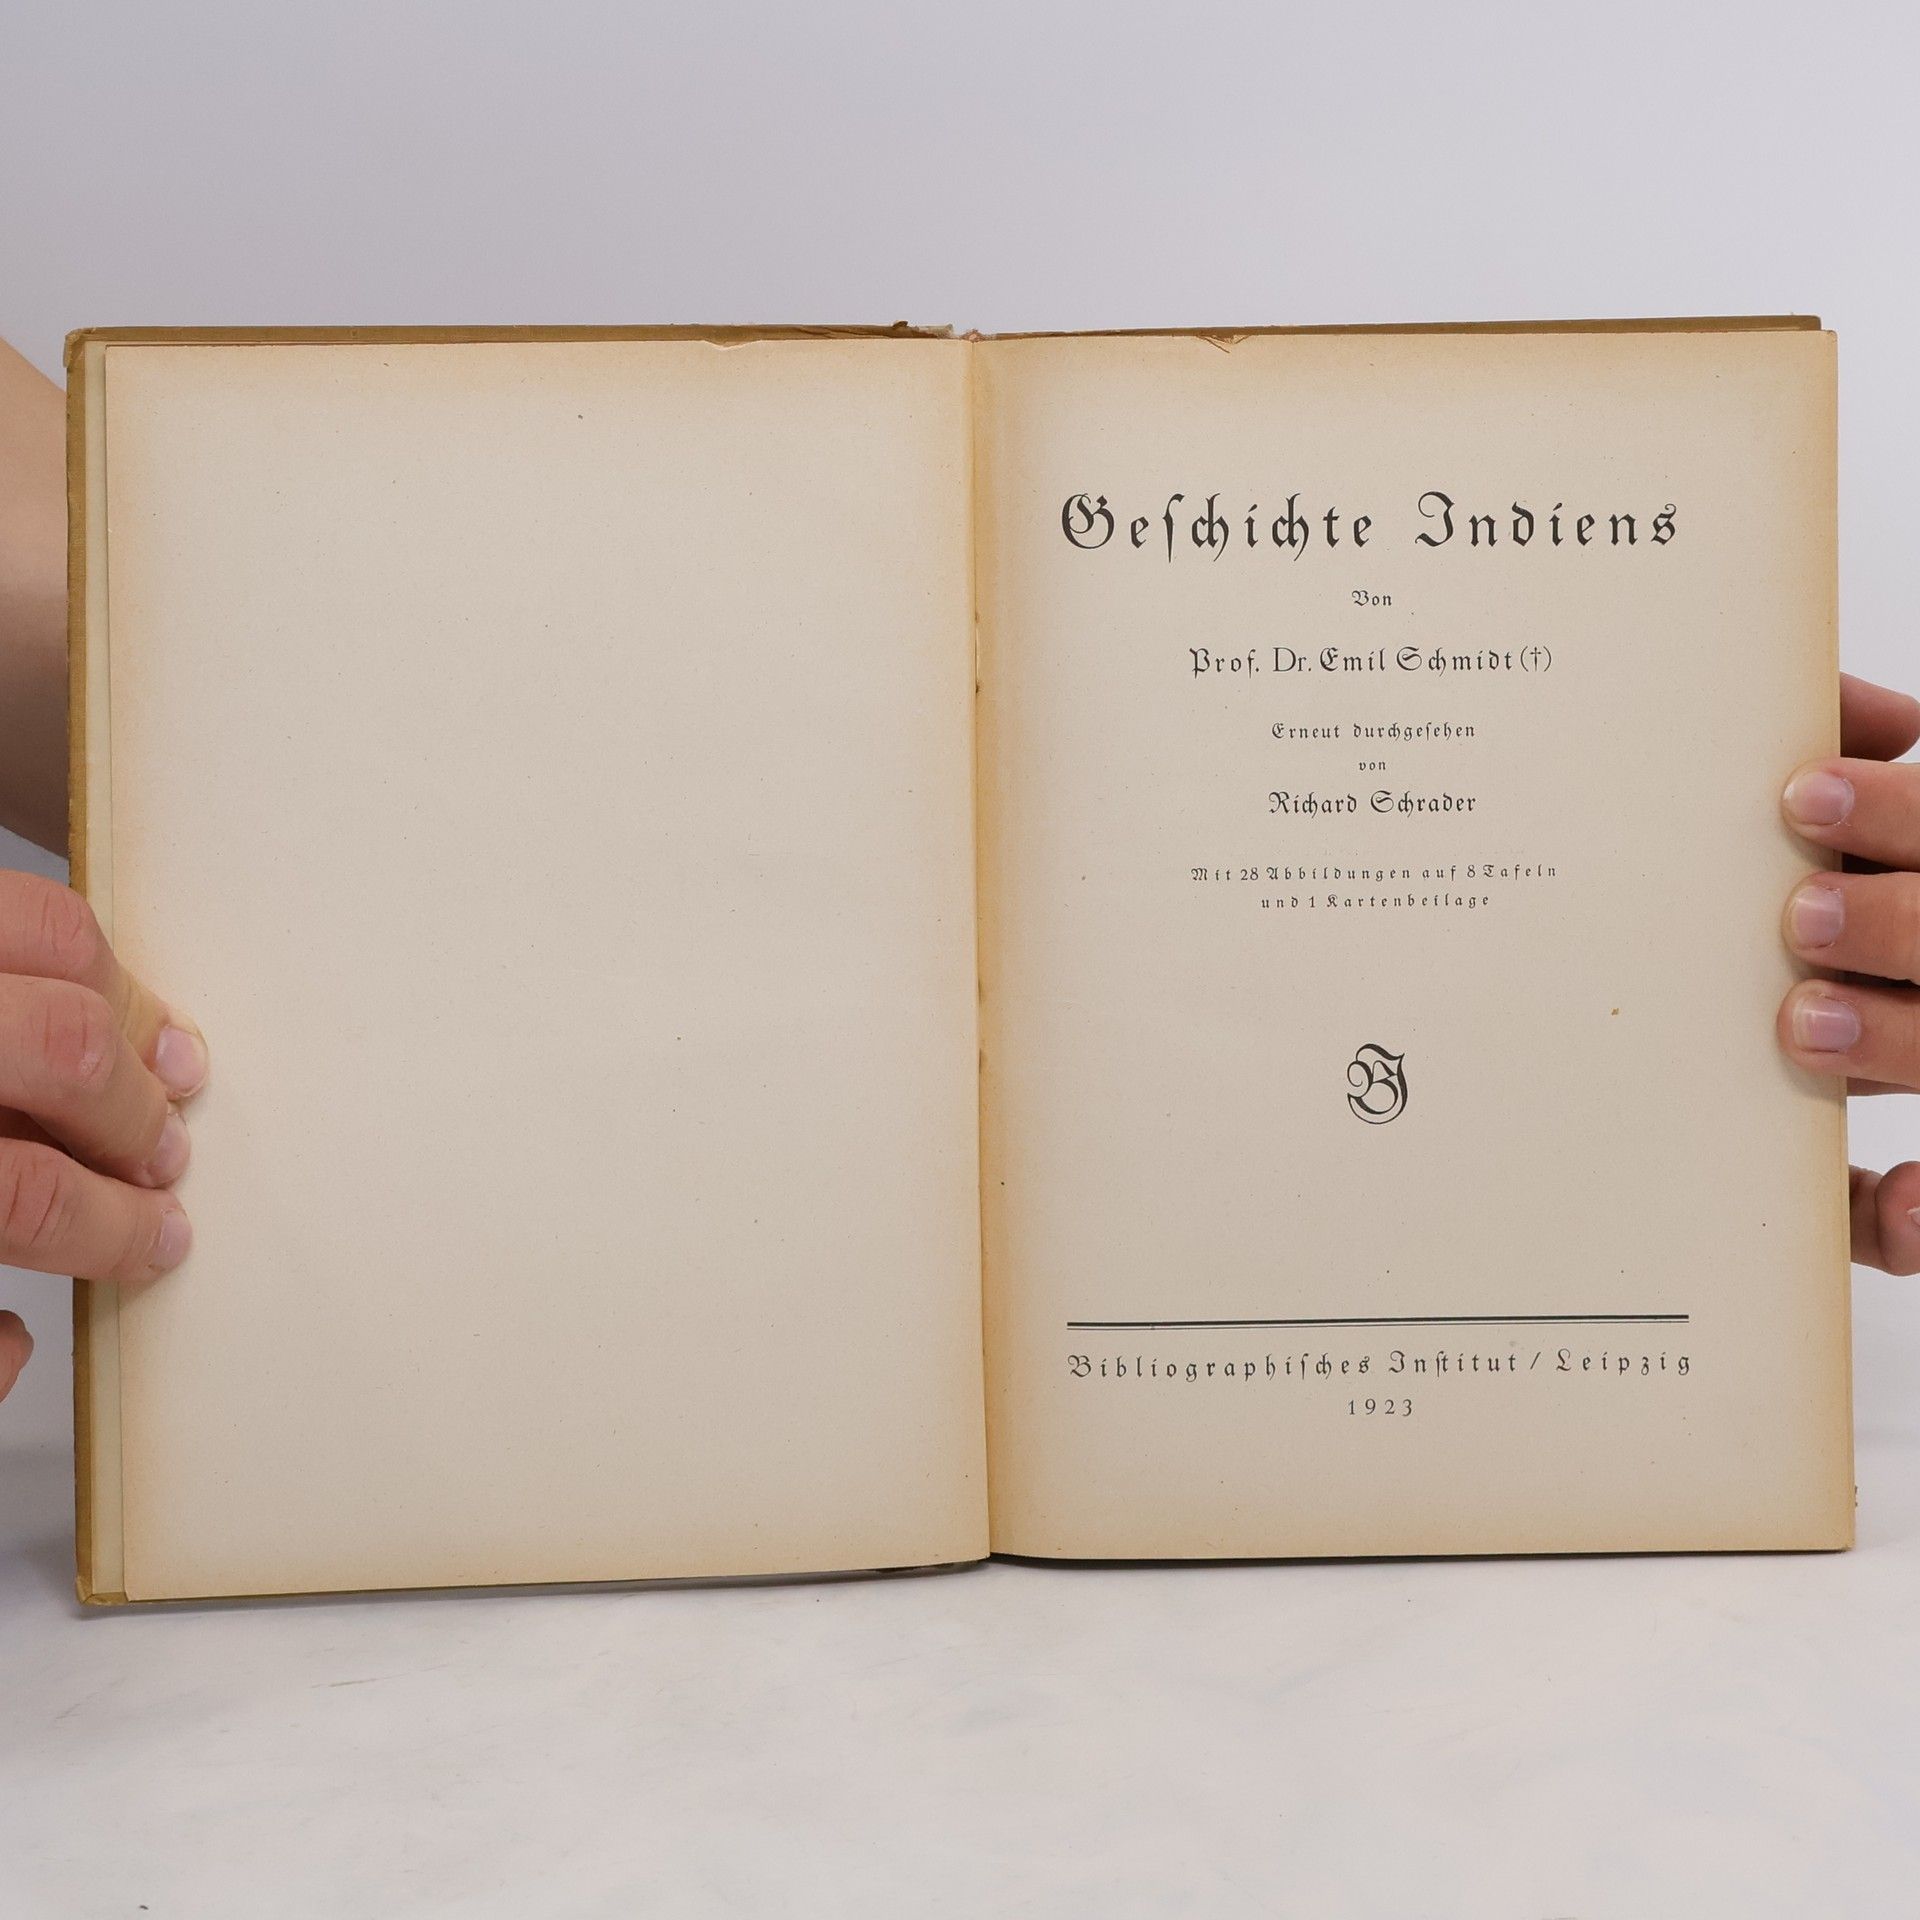 Geſchichte Indiens
Von
Prof. Dr. Emil Schmidt (†)
Erneut durchgeſehen
von
Richard Schrader
Mit 28 Abbildungen auf 8 Tafeln
und 1 Kartenbeilage
BI
Bibliographiſches Inſtitut / Leipzig
1923